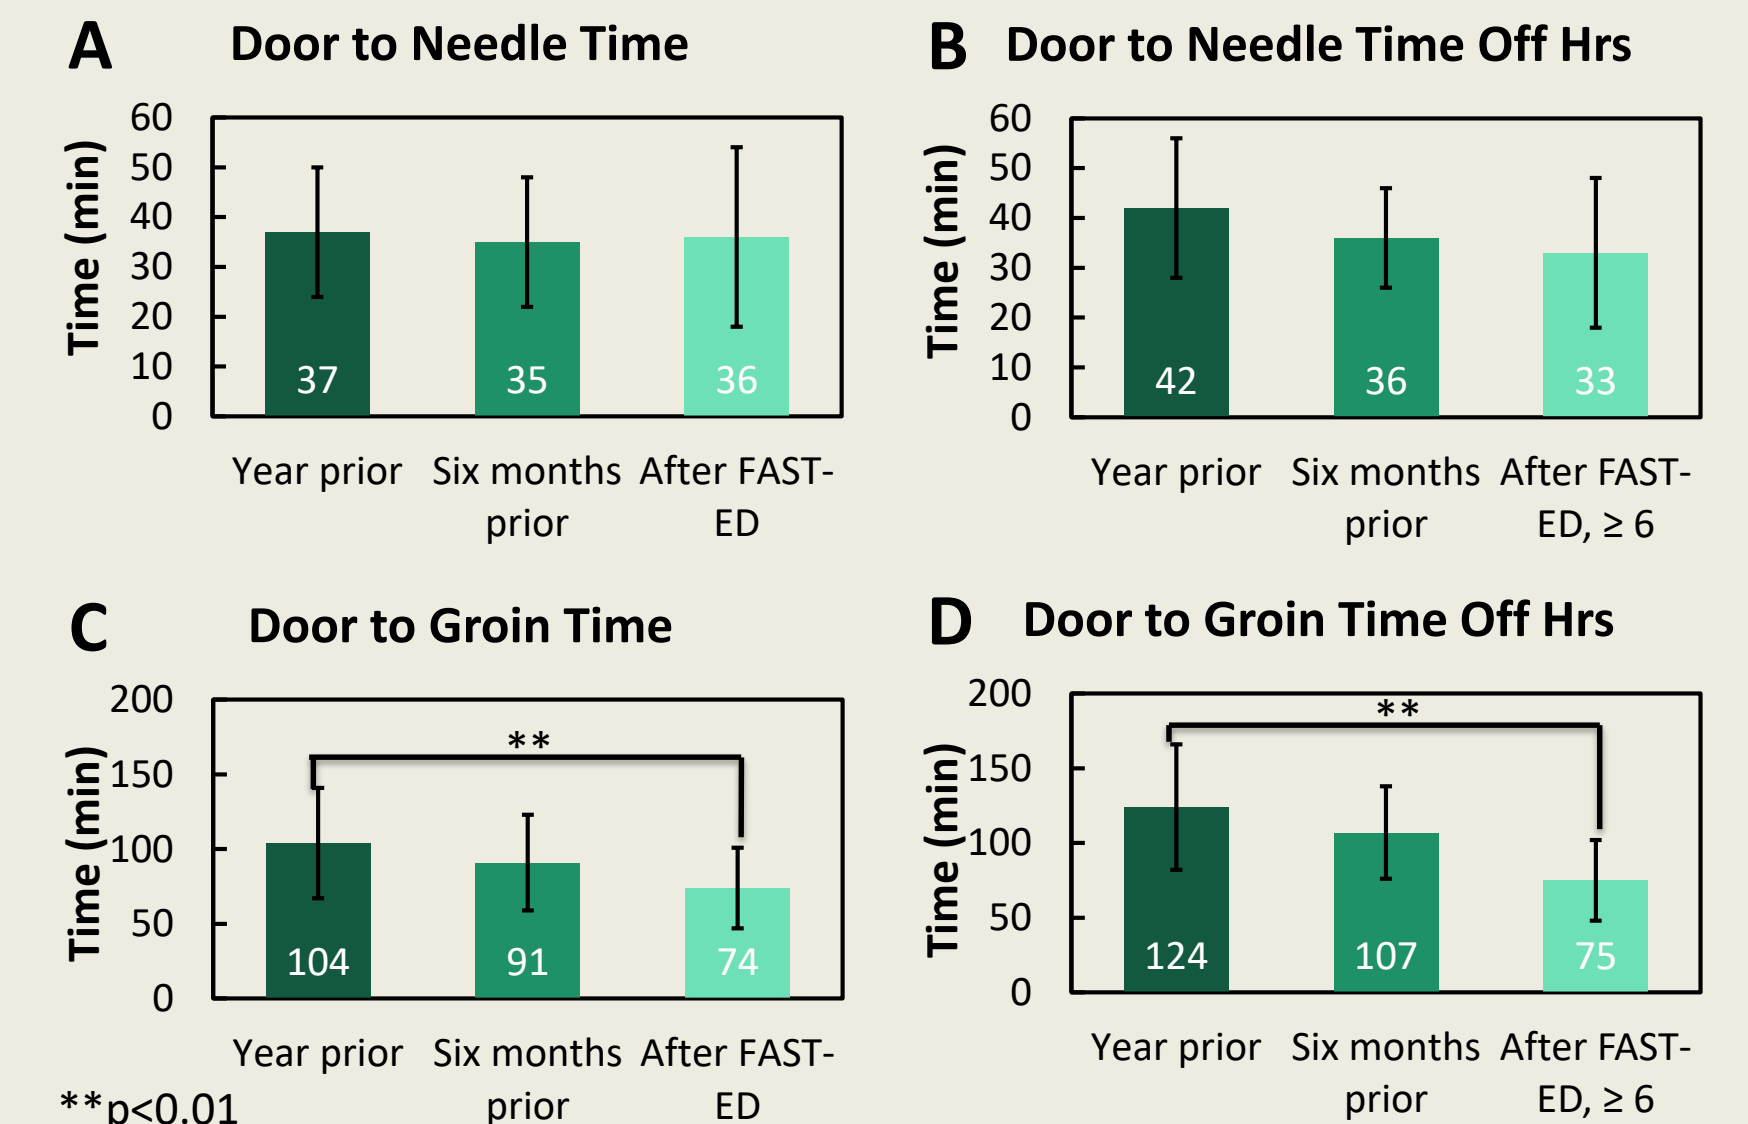 A Door to Needle Time
Time (min)
60
50
40
30
20
10
0
37
35
36
Year prior
Six months
prior
After FAST-
ED
B Door to Needle Time Off Hrs
Time (min)
60
50
40
30
20
10
0
42
36
33
Year prior
Six months
prior
After FAST-
ED, ≥ 6
C Door to Groin Time
Time (min)
200
150
100
50
0
**
104
91
74
Year prior
Six months
prior
After FAST-
ED
**p<0.01
D Door to Groin Time Off Hrs
Time (min)
200
150
100
50
0
**
124
107
75
Year prior
Six months
prior
After FAST-
ED, ≥ 6